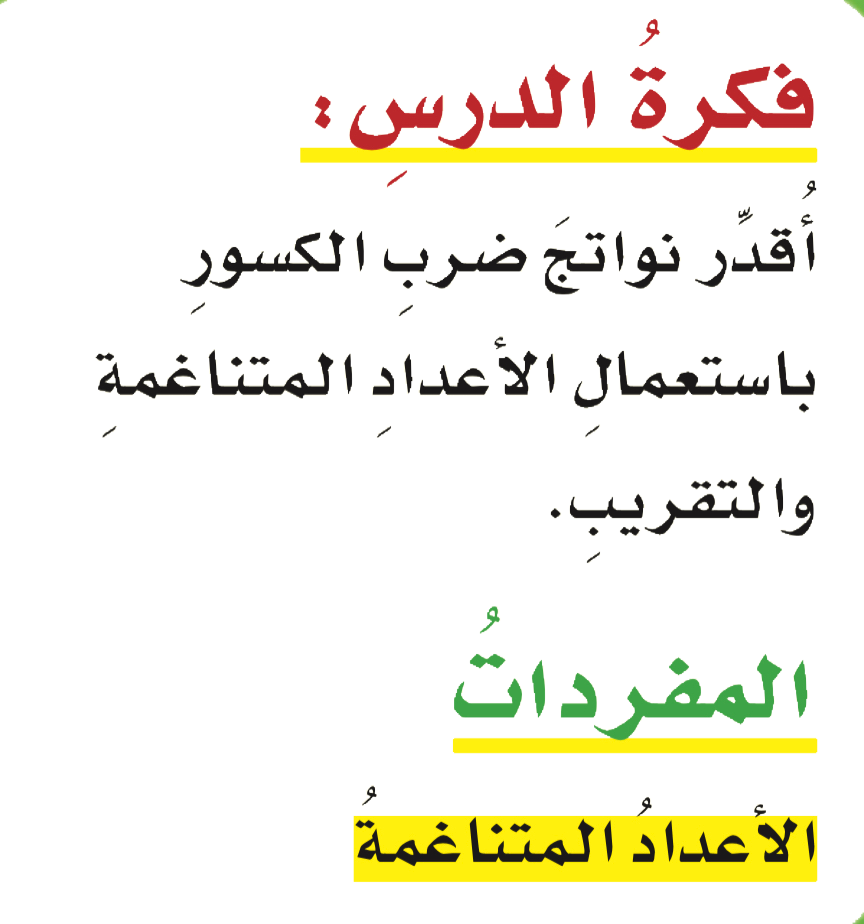 فكرةُ الدرسِ:
أُقدِّر نواتجَ ضربِ الكسورِ
باستعمالِ الأعدادِ المتناغمةِ
والتقريبِ.
المفرداتُ
الأعدادُ المتناغمةُ